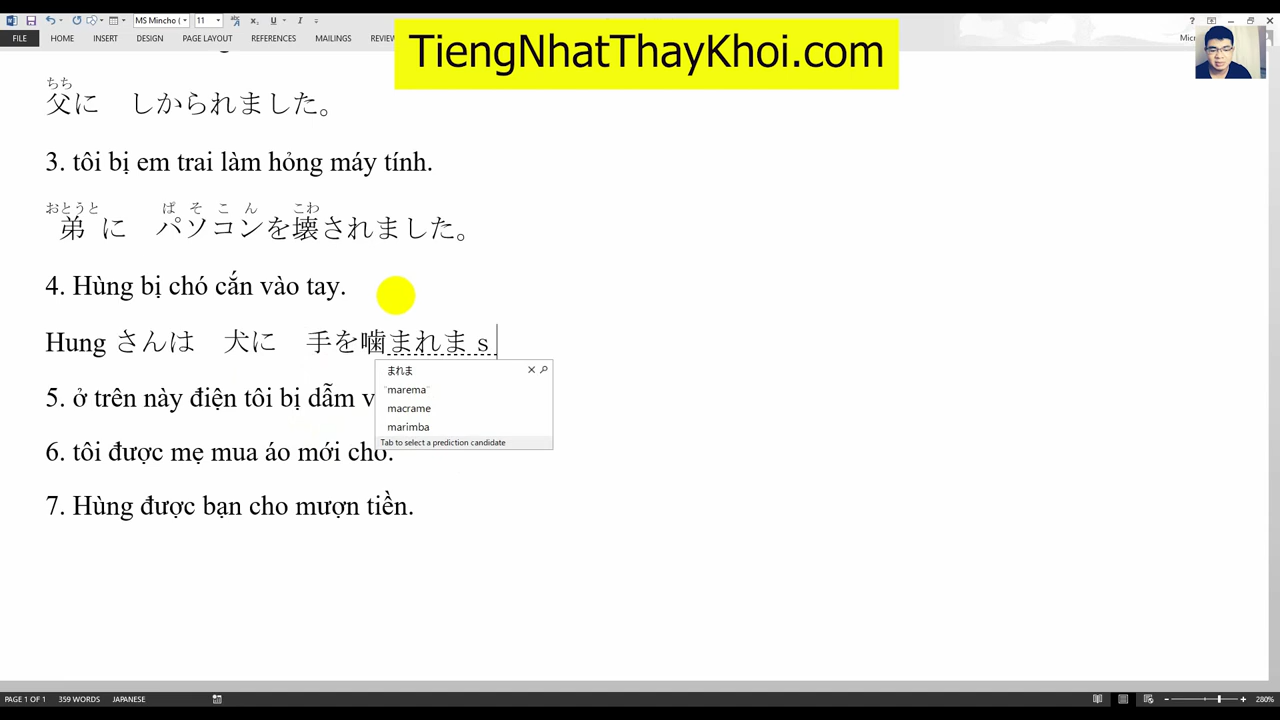 MS Mincho (
11
?
FILE
HOME
INSERT
DESIGN
PAGE LAYOUT
REFERENCES
MAILINGS
TiengNhatThayKhoi.com
ちち
父に しかられました。
3. tôi bị em trai làm hỏng máy tính.
おとうと ぱそこん こわ
弟に パソコンを壊されました。
4. Hùng bị chó cắn vào tay.
Hung さんは 犬に 手を噛まれまｓ
まれま
"marema"
macrame
marimba
Tab to select a prediction candidate
5. ở trên này điện tôi bị dẫm
6. tôi được mẹ mua áo mới cho.
7. Hùng được bạn cho mượn tiền.
PAGE 1 OF 1
359 WORDS
JAPANESE
280%